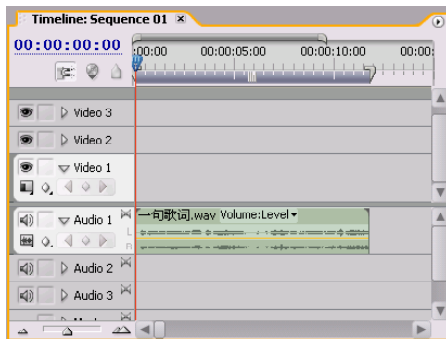 Timeline: Sequence 01 ×
00:00:00:00
:00:00 00:00:05:00 00:00:10:00 00:00:
Video 3
Video 2
Video 1
Audio 1
一句歌词.wav Volume:Level
L
R
Audio 2
Audio 3